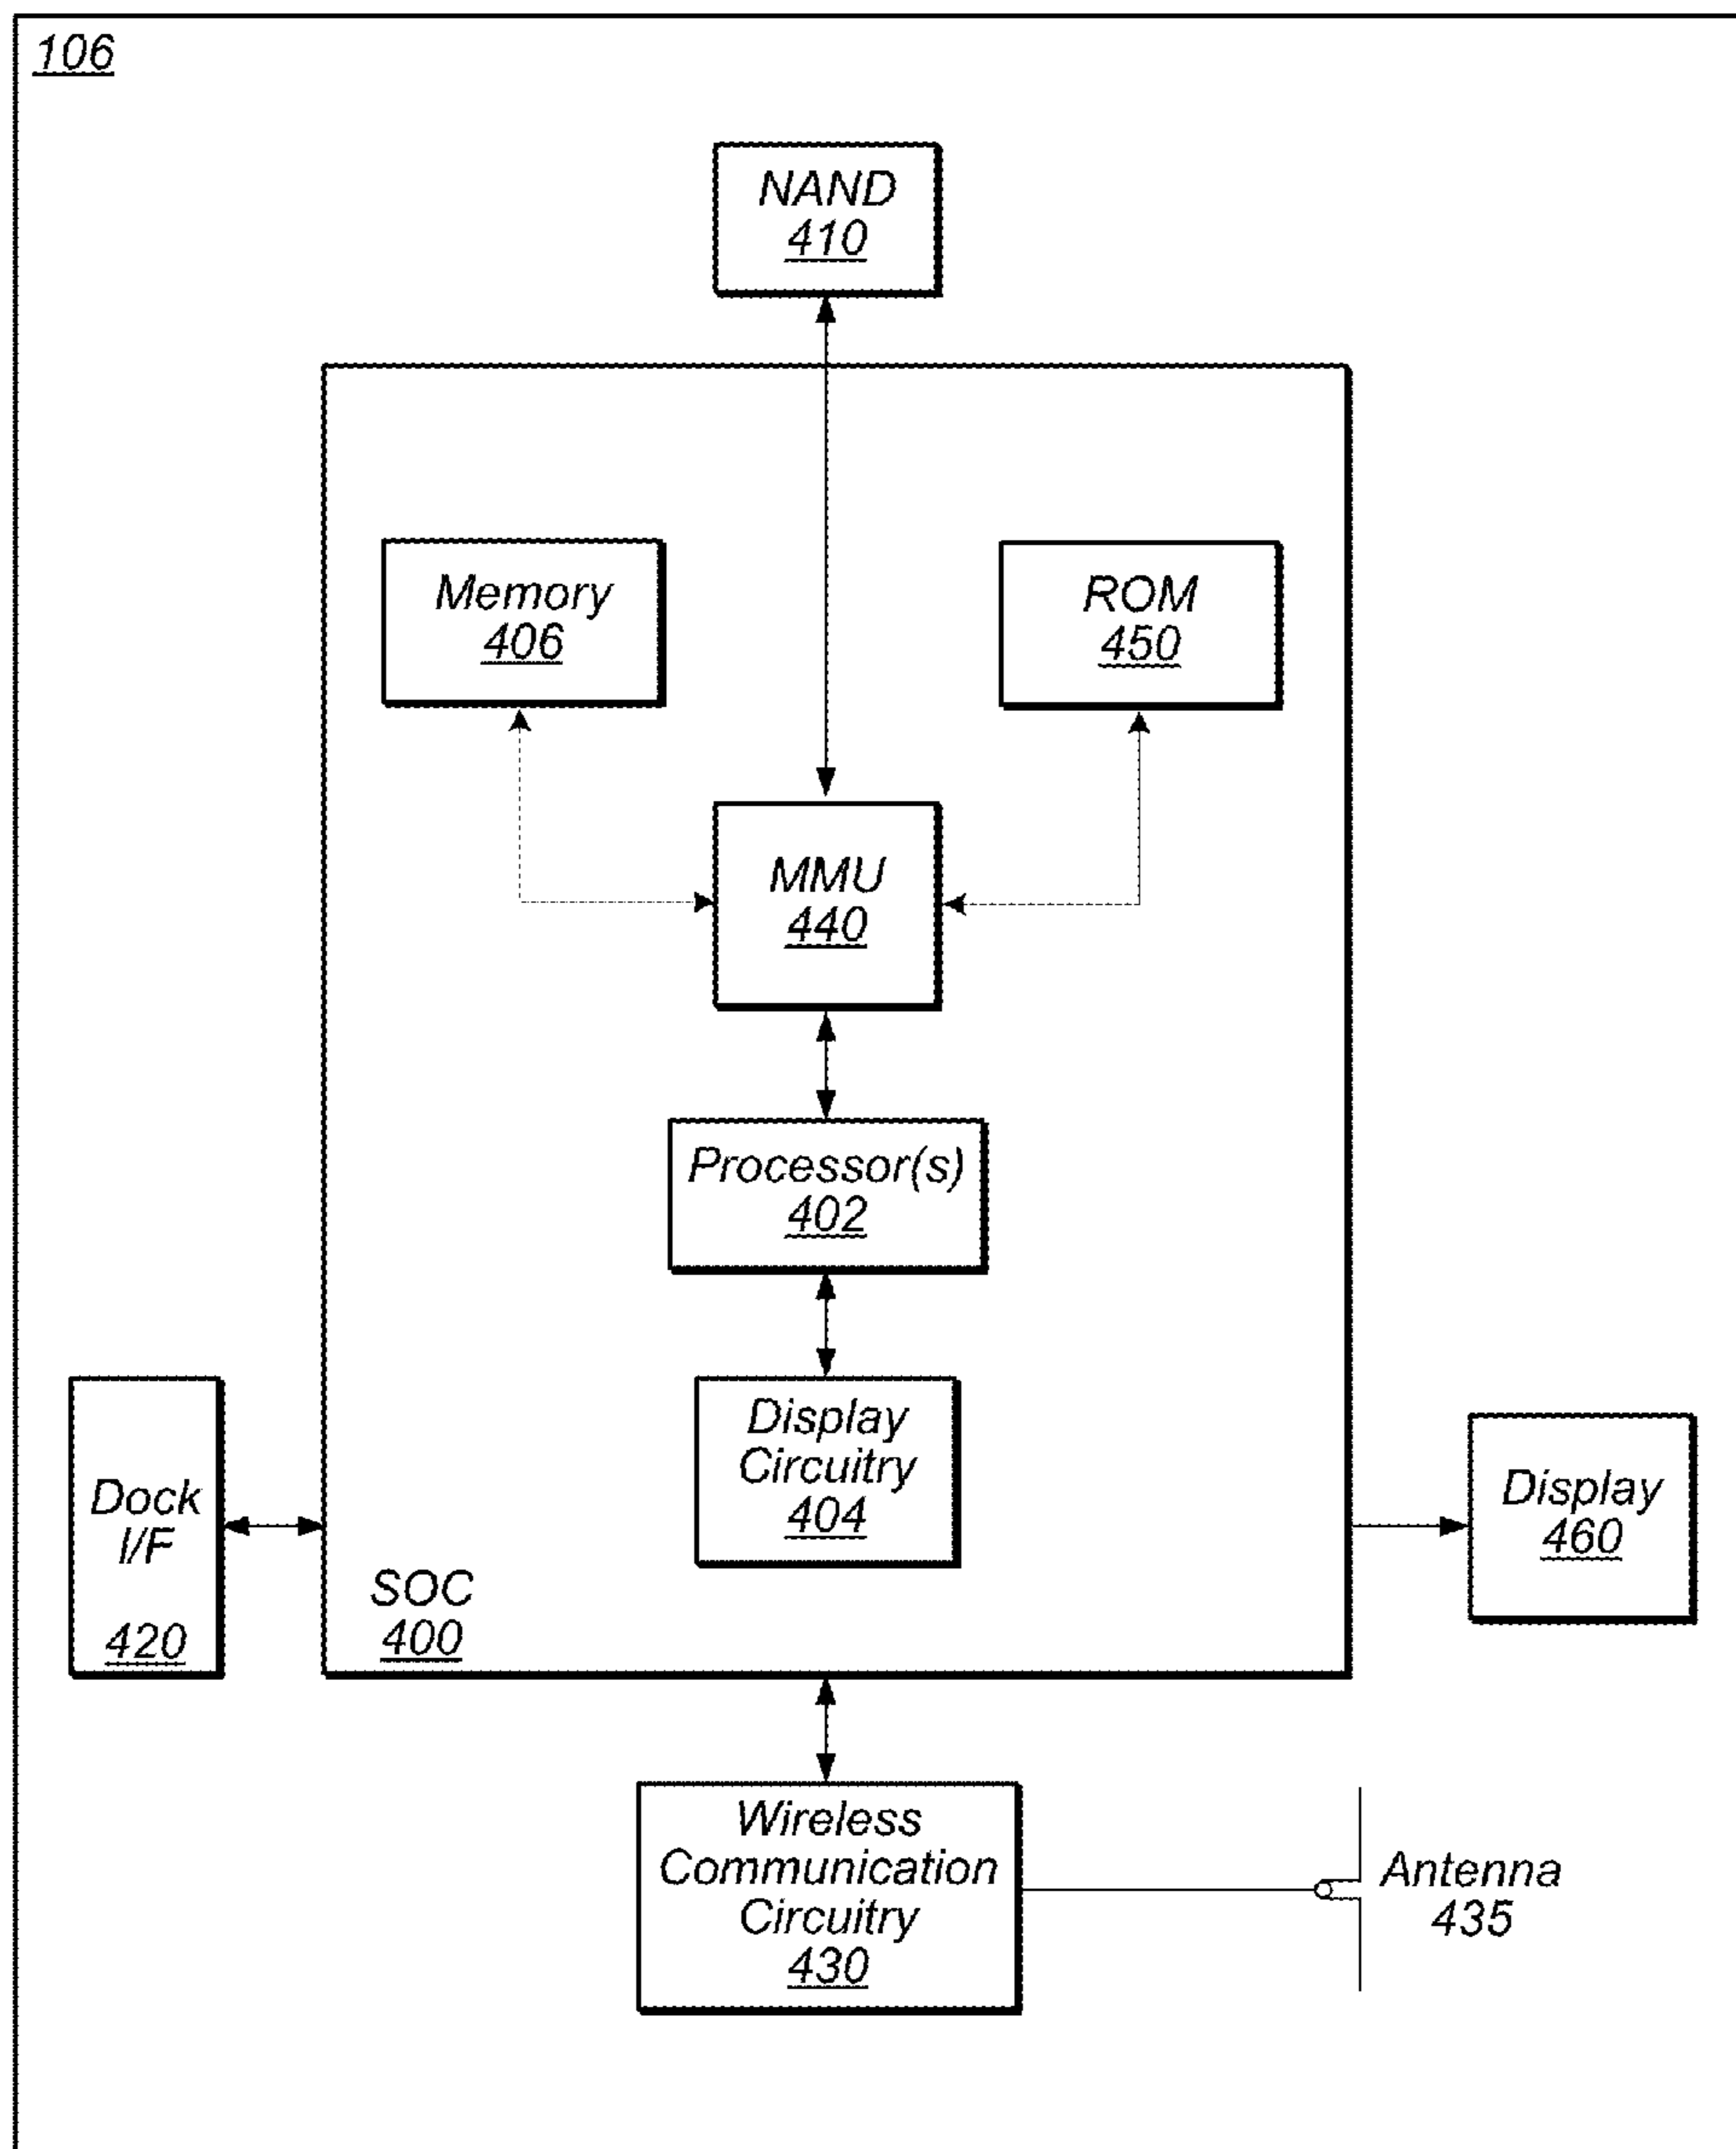 106
NAND
410
Memory
406
ROM
450
MMU
440
Processor(s)
402
Display
Circuitry
404
Dock
I/F
420
SOC
400
Display
460
Wireless
Communication
Circuitry
430
Antenna
435